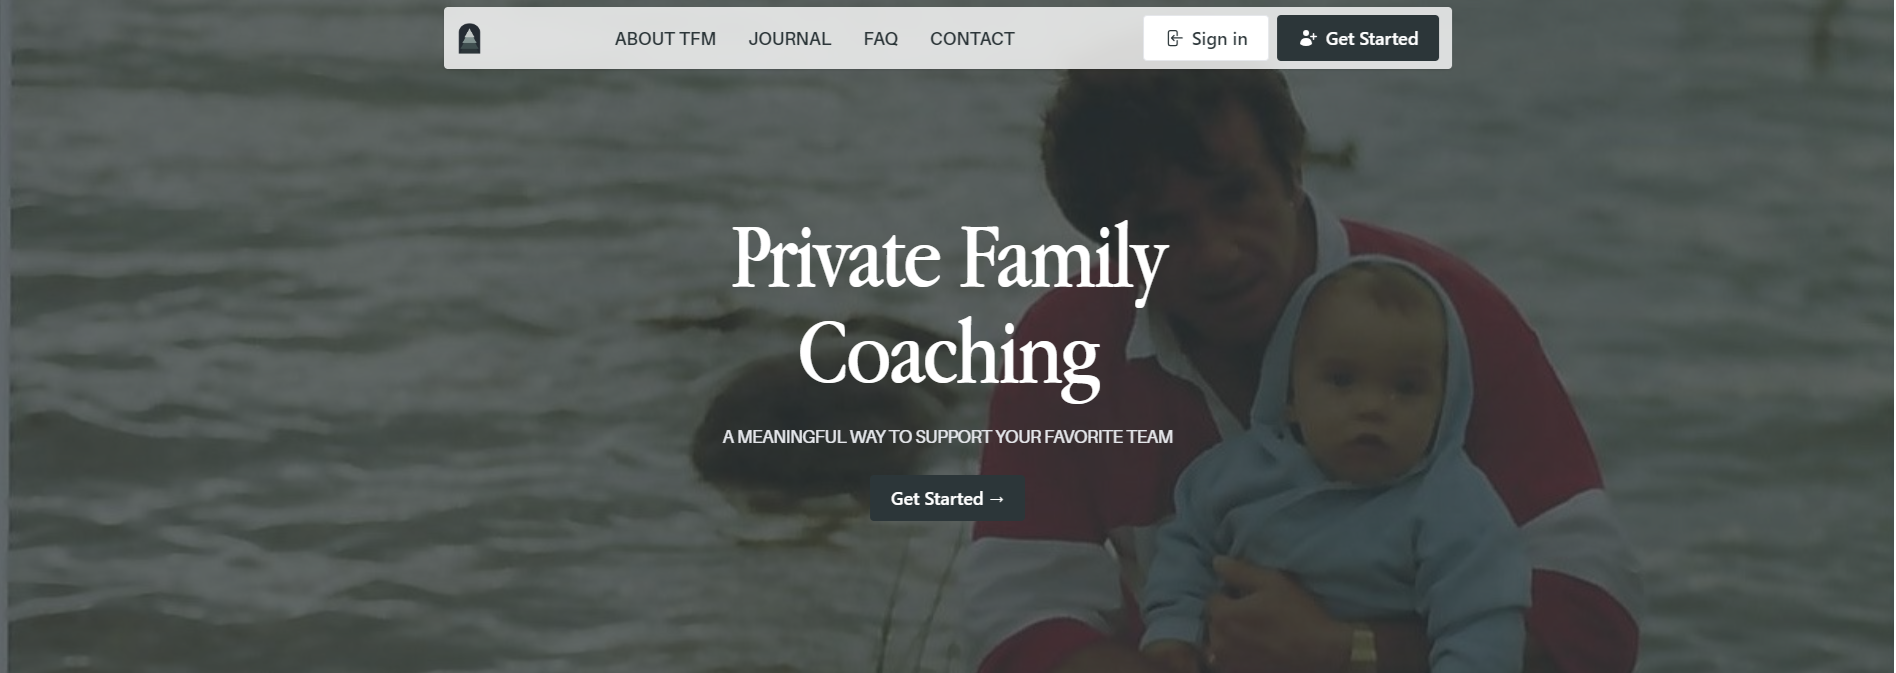 ABOUT TFM JOURNAL FAQ CONTACT Sign in Get Started
Private Family
Coaching
A MEANINGFUL WAY TO SUPPORT YOUR FAVORITE TEAM
Get Started →